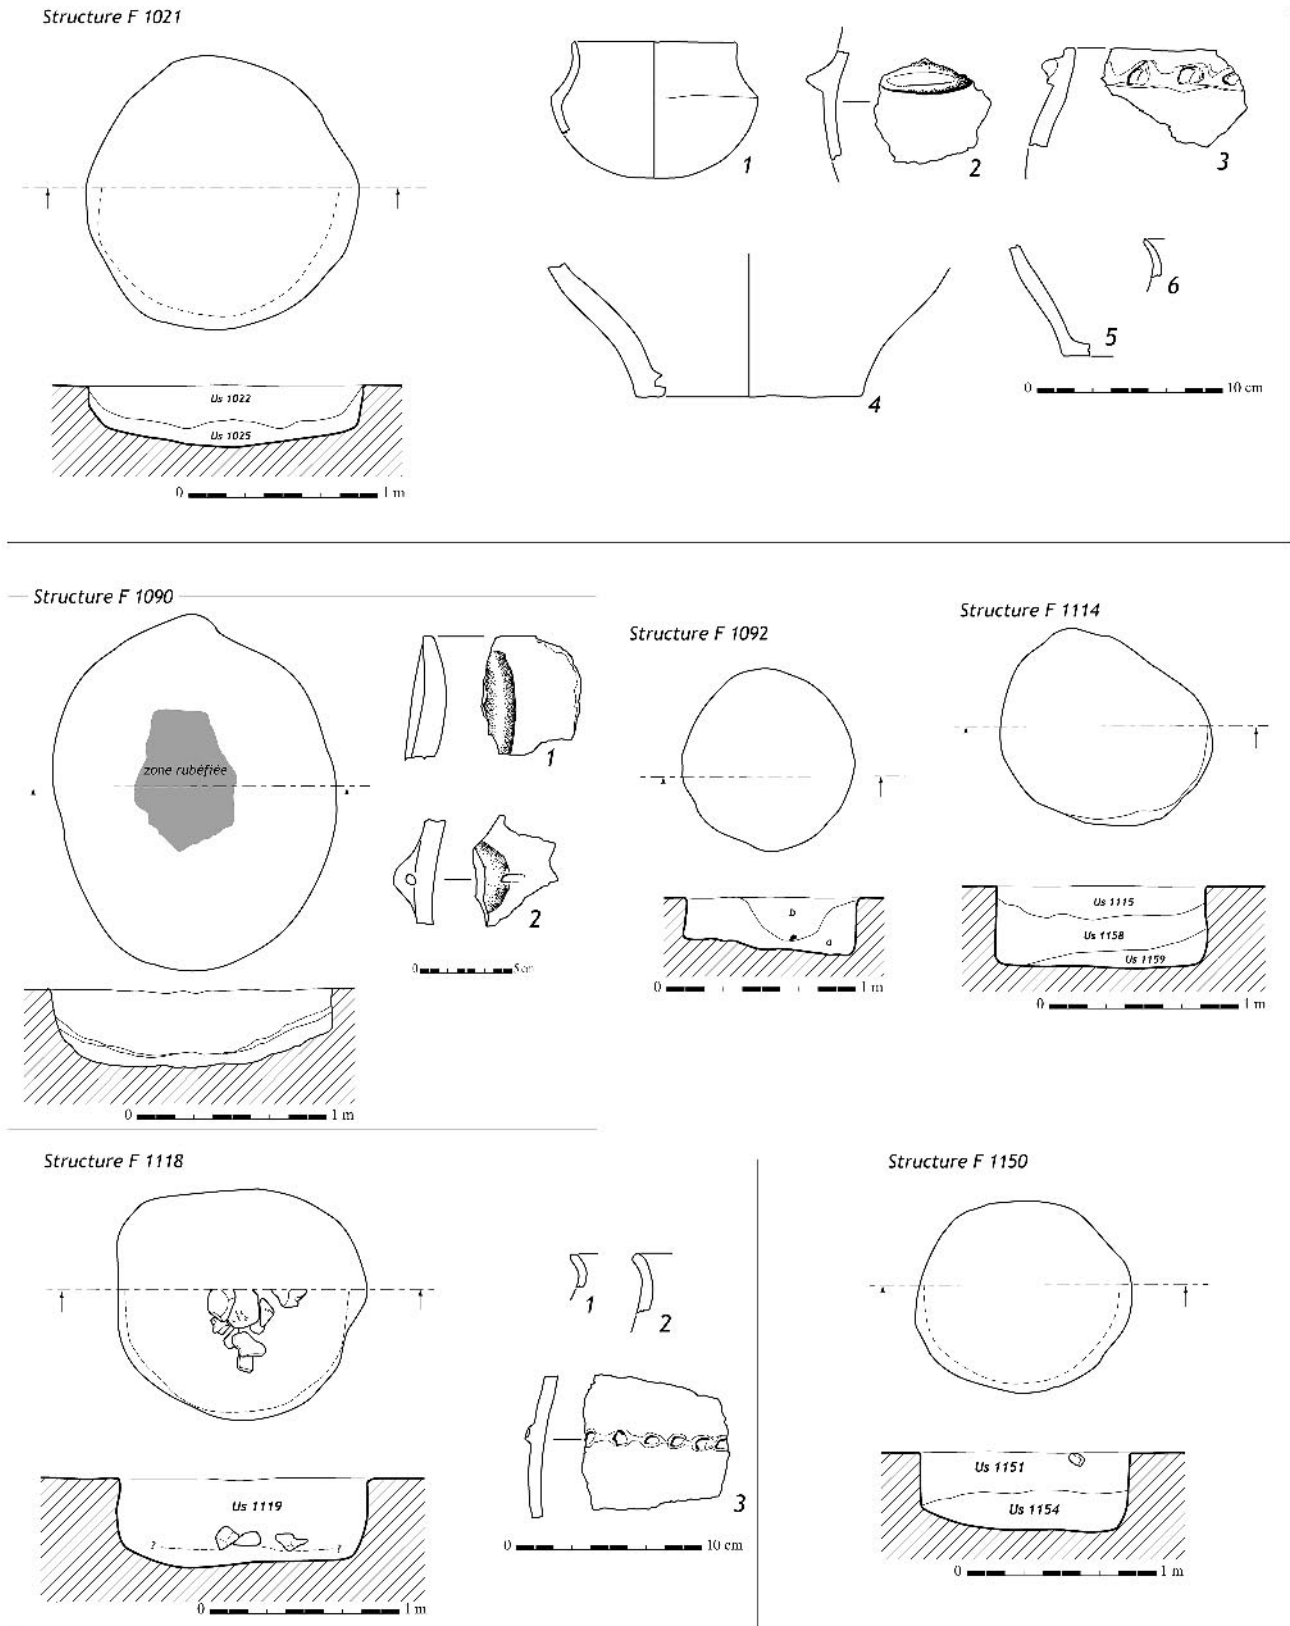 Structure F 1021
1
2
3
4
5
6
0 10 cm
Us 1022
Us 1025
0 1 m
Structure F 1090
zone rubéfiée
1
2
0 5 cm
0 1 m
Structure F 1092
b
a
0 1 m
Structure F 1114
Us 1115
Us 1158
Us 1159
0 1 m
Structure F 1118
Us 1119
? ?
0 1 m
1
2
3
0 10 cm
Structure F 1150
Us 1151
Us 1154
0 1 m